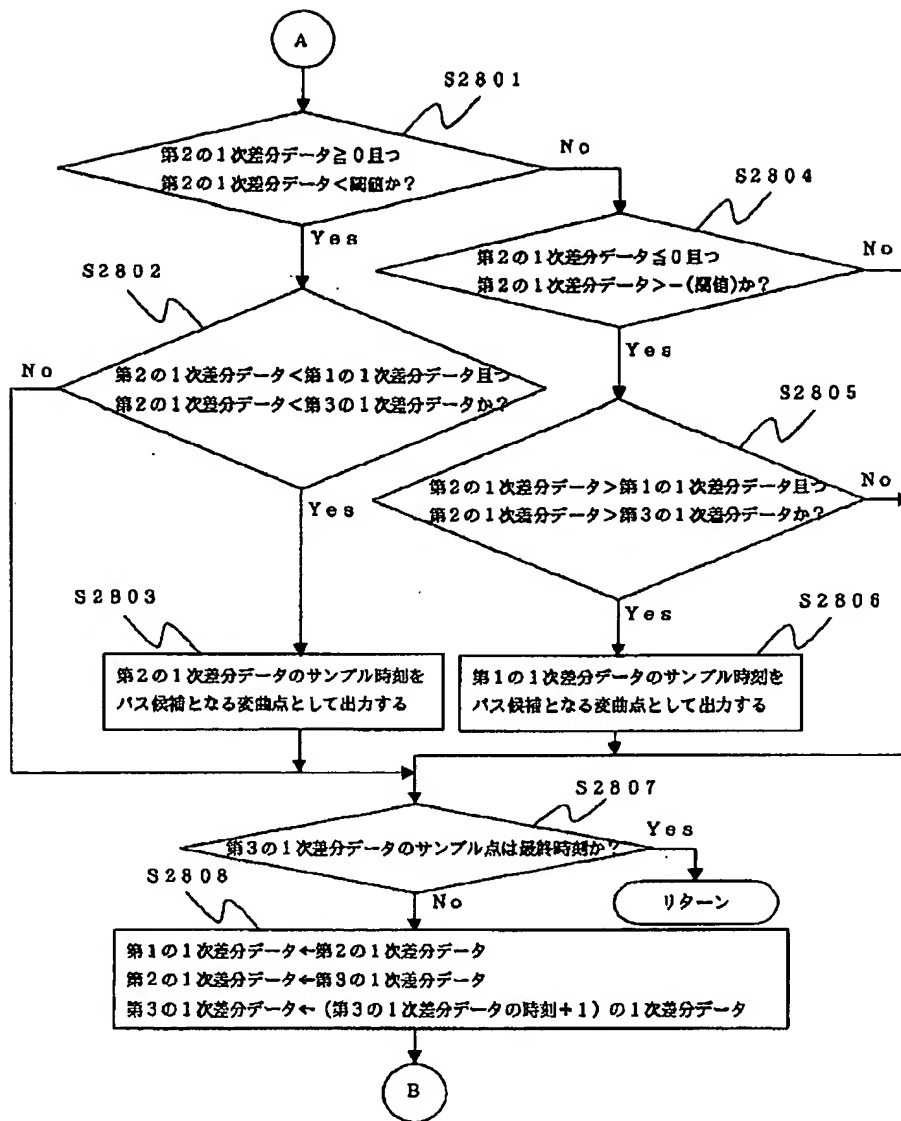 A
S2801
第2の1次差分データ≧0且つ
第2の1次差分データ<閾値か?
No
Yes
S2804
第2の1次差分データ≦0且つ
第2の1次差分データ>-(閾値)か?
No
Yes
S2802
第2の1次差分データ<第1の1次差分データ且つ
第2の1次差分データ<第3の1次差分データか?
No
Yes
S2805
第2の1次差分データ>第1の1次差分データ且つ
第2の1次差分データ>第3の1次差分データか?
No
Yes
S2803
第2の1次差分データのサンプル時刻を
パス候補となる変曲点として出力する
S2806
第1の1次差分データのサンプル時刻を
パス候補となる変曲点として出力する
S2807
第3の1次差分データのサンプル点は最終時刻か?
Yes
No
リターン
S2808
第1の1次差分データ←第2の1次差分データ
第2の1次差分データ←第3の1次差分データ
第3の1次差分データ←(第3の1次差分データの時刻+1)の1次差分データ
B